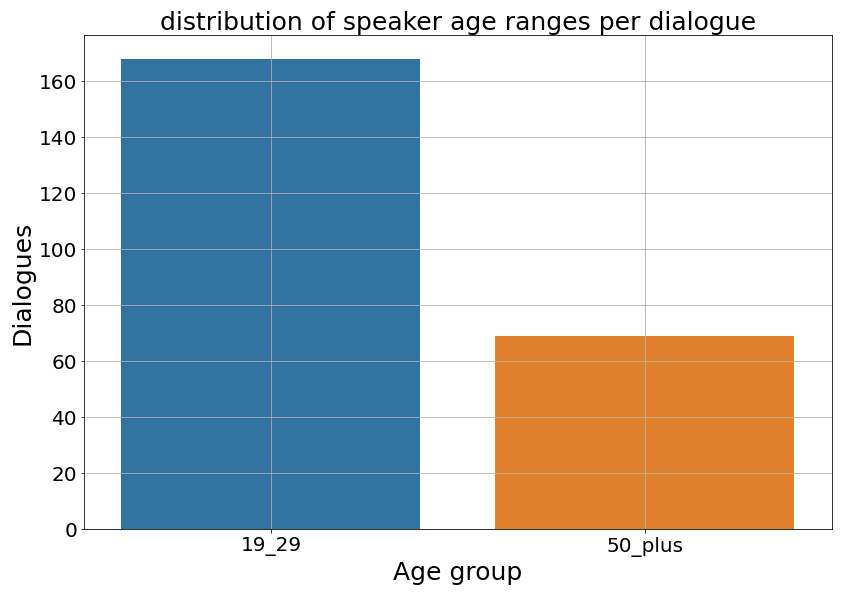 distribution of speaker age ranges per dialogue
160
140
120
100
80
60
40
20
0
Dialogues
19_29 50_plus
Age group